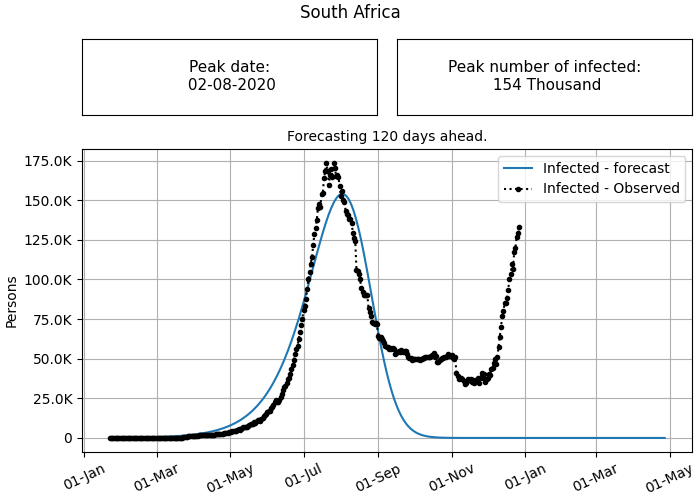 South Africa
Peak date:
02-08-2020
Peak number of infected:
154 Thousand
Forecasting 120 days ahead.
Infected - forecast
Infected - Observed
Persons
175.0K
150.0K
125.0K
100.0K
75.0K
50.0K
25.0K
0
01-Jan
01-Mar
01-May
01-Jul
01-Sep
01-Nov
01-Jan
01-Mar
01-May